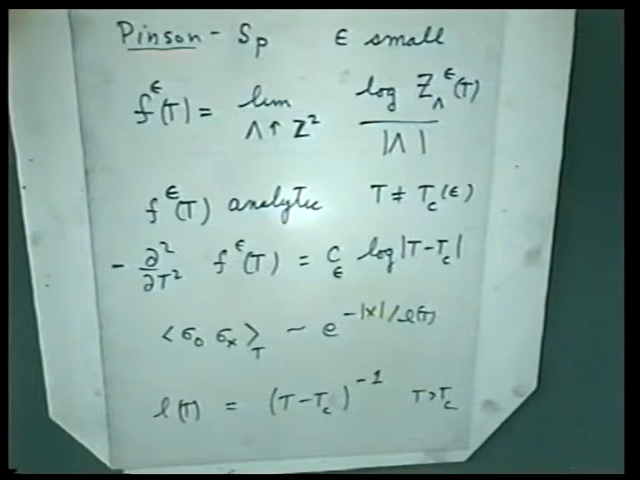 Pinson - Sp ε small
f^ε(T) = lim_{Λ↑Z²} log Z_Λ^ε(T) / |Λ|
f^ε(T) analytic T ≠ T_c(ε)
- ∂²/∂T² f^ε(T) = C_ε log|T-T_c|
<σ_0 σ_x>_T ~ e^{-|x|/ℓ(T)}
ℓ(T) = (T-T_c)^{-1} T>T_c